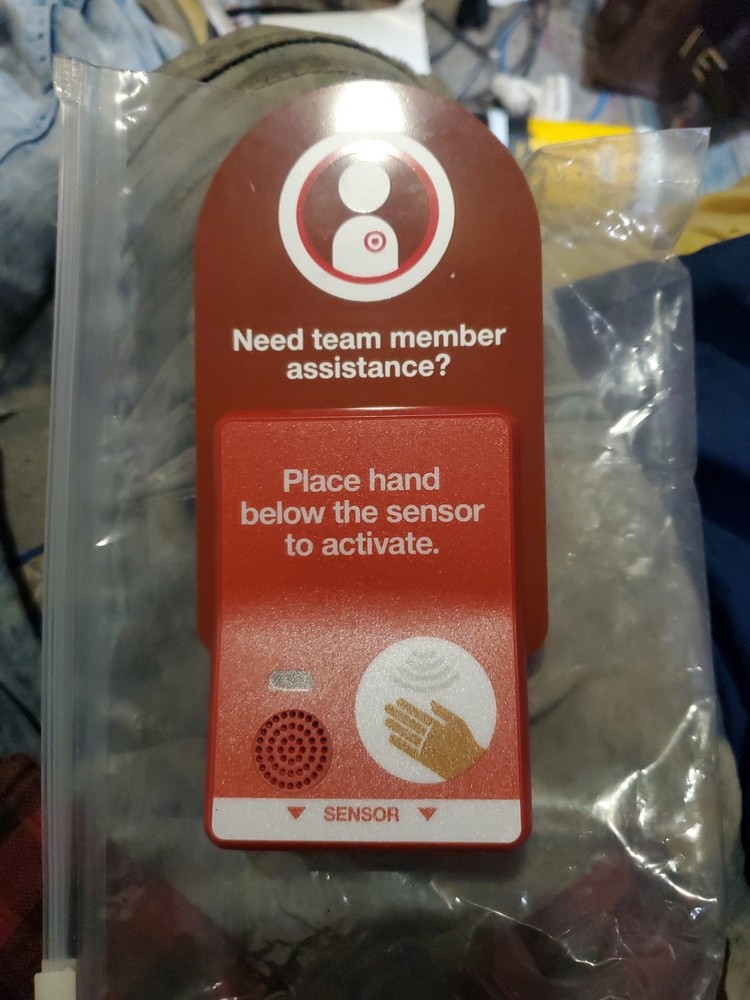 Need team member
assistance?
Place hand
below the sensor
to activate.
SENSOR